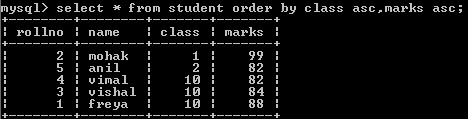 mysql> select * from student order by class asc,marks asc;
+--------+--------+-------+-------+
| rollno | name   | class | marks |
+--------+--------+-------+-------+
|      2 | mohak  |     1 |    99 |
|      5 | anil   |     2 |    82 |
|      4 | vimal  |    10 |    82 |
|      3 | vishal |    10 |    84 |
|      1 | freya  |    10 |    88 |
+--------+--------+-------+-------+